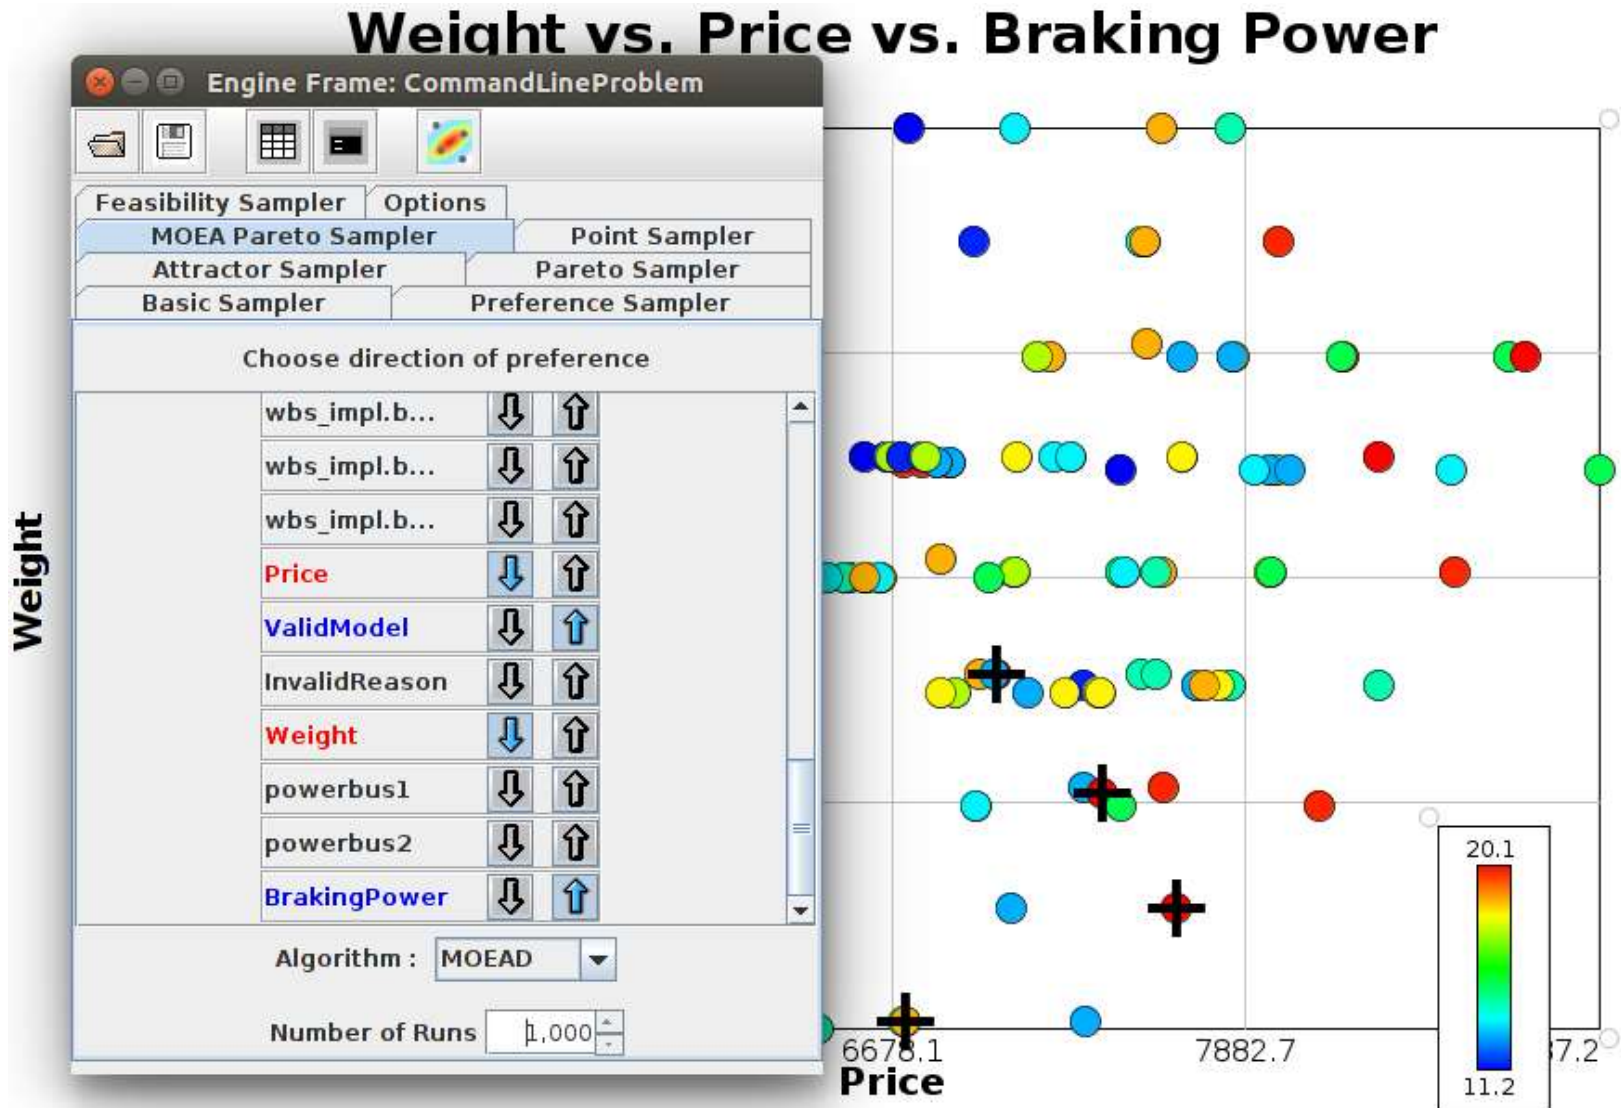 Weight vs. Price vs. Braking Power
Engine Frame: CommandLineProblem
Feasibility Sampler
Options
MOEA Pareto Sampler
Point Sampler
Attractor Sampler
Pareto Sampler
Basic Sampler
Preference Sampler
Choose direction of preference
wbs_impl.b...
wbs_impl.b...
wbs_impl.b...
Price
ValidModel
InvalidReason
Weight
powerbus1
powerbus2
BrakingPower
Algorithm :
MOEAD
Number of Runs
1,000
Weight
20.1
11.2
6678.1
7882.7
37.2
Price